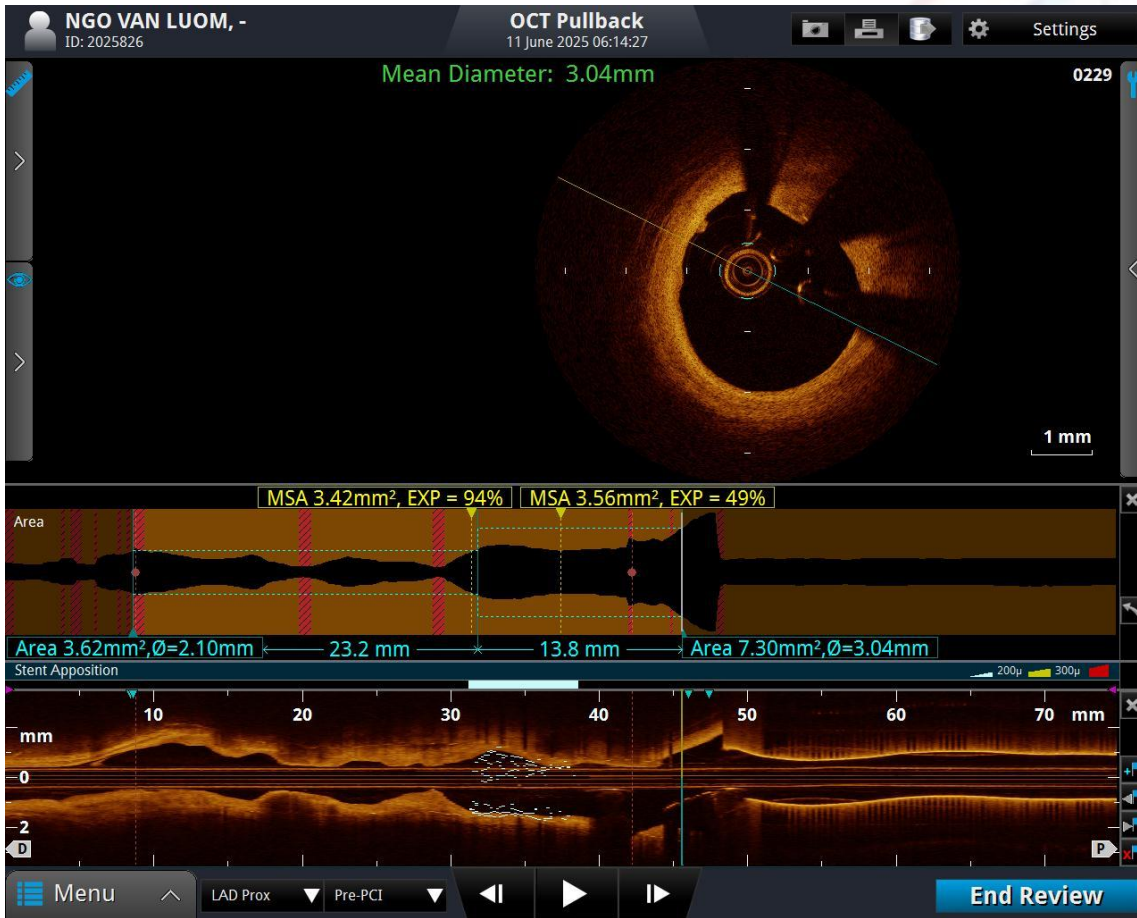 NGO VAN LUOM, -
ID: 2025826
OCT Pullback
11 June 2025 06:14:27
Settings
Mean Diameter: 3.04mm
0229
1 mm
MSA 3.42mm², EXP = 94%
MSA 3.56mm², EXP = 49%
Area
Area 3.62mm²,Ø=2.10mm
23.2 mm
13.8 mm
Area 7.30mm²,Ø=3.04mm
Stent Apposition
200µ
300µ
10 20 30 40 50 60 70 mm
mm
0
2
D
P
Menu
LAD Prox
Pre-PCI
End Review